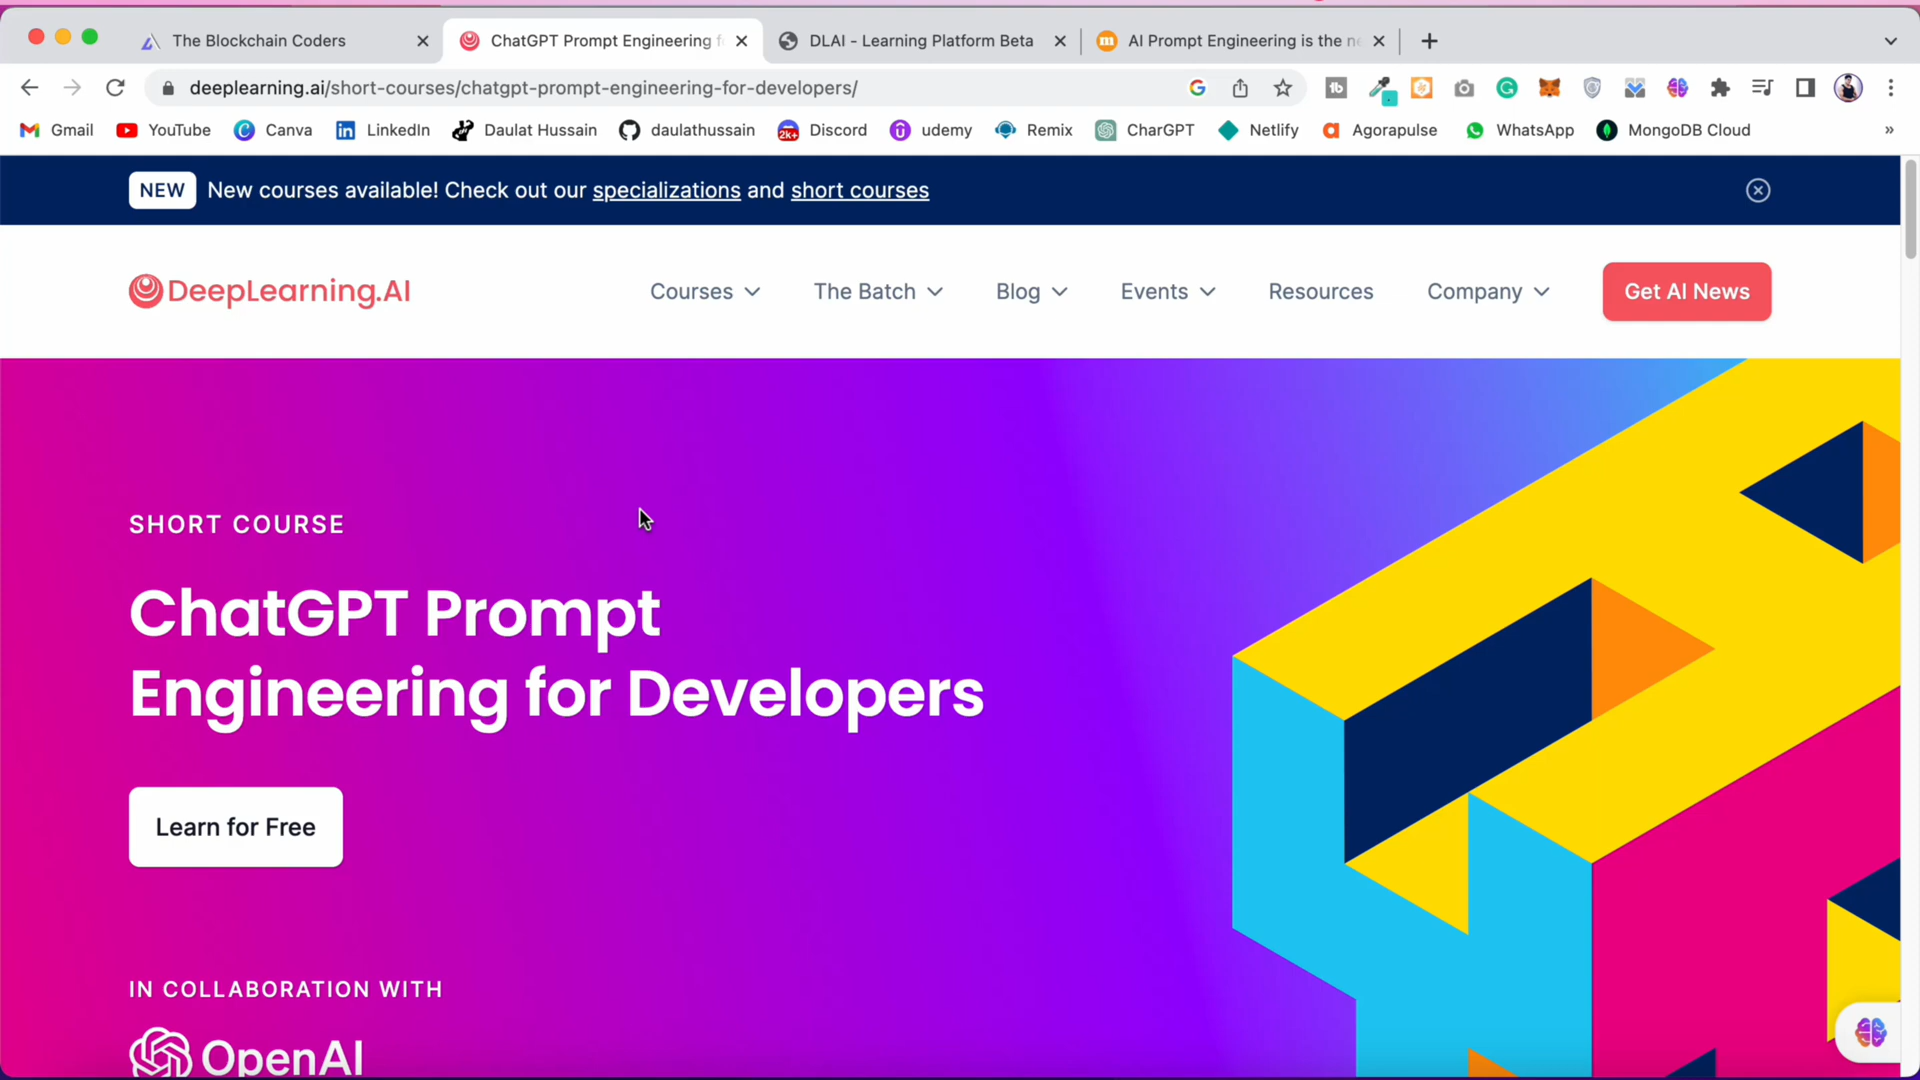 The Blockchain Coders
ChatGPT Prompt Engineering f
DLAI - Learning Platform Beta
AI Prompt Engineering is the ne
deeplearning.ai/short-courses/chatgpt-prompt-engineering-for-developers/
Gmail YouTube Canva LinkedIn Daulat Hussain daulathussain Discord udemy Remix CharGPT Netlify Agorapulse WhatsApp MongoDB Cloud »
NEW New courses available! Check out our specializations and short courses
DeepLearning.AI
Courses The Batch Blog Events Resources Company Get AI News
SHORT COURSE
ChatGPT Prompt
Engineering for Developers
Learn for Free
IN COLLABORATION WITH
OpenAI